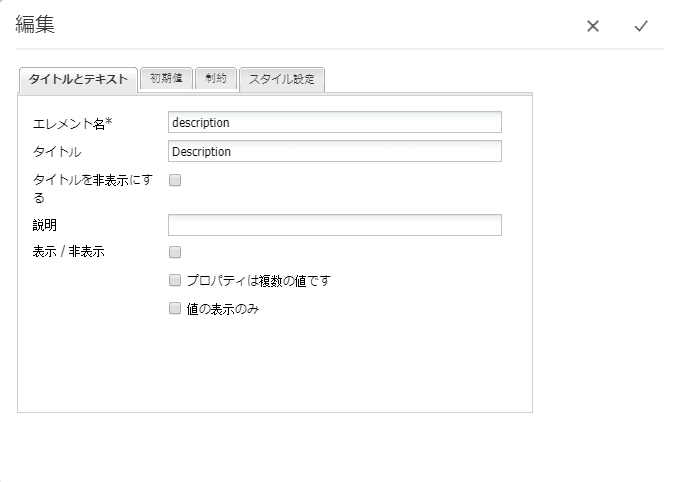 編集
タイトルとテキスト 初期値 制約 スタイル設定
エレメント名* description
タイトル Description
タイトルを非表示にす
る
説明
表示 / 非表示
プロパティは複数の値です
値の表示のみ